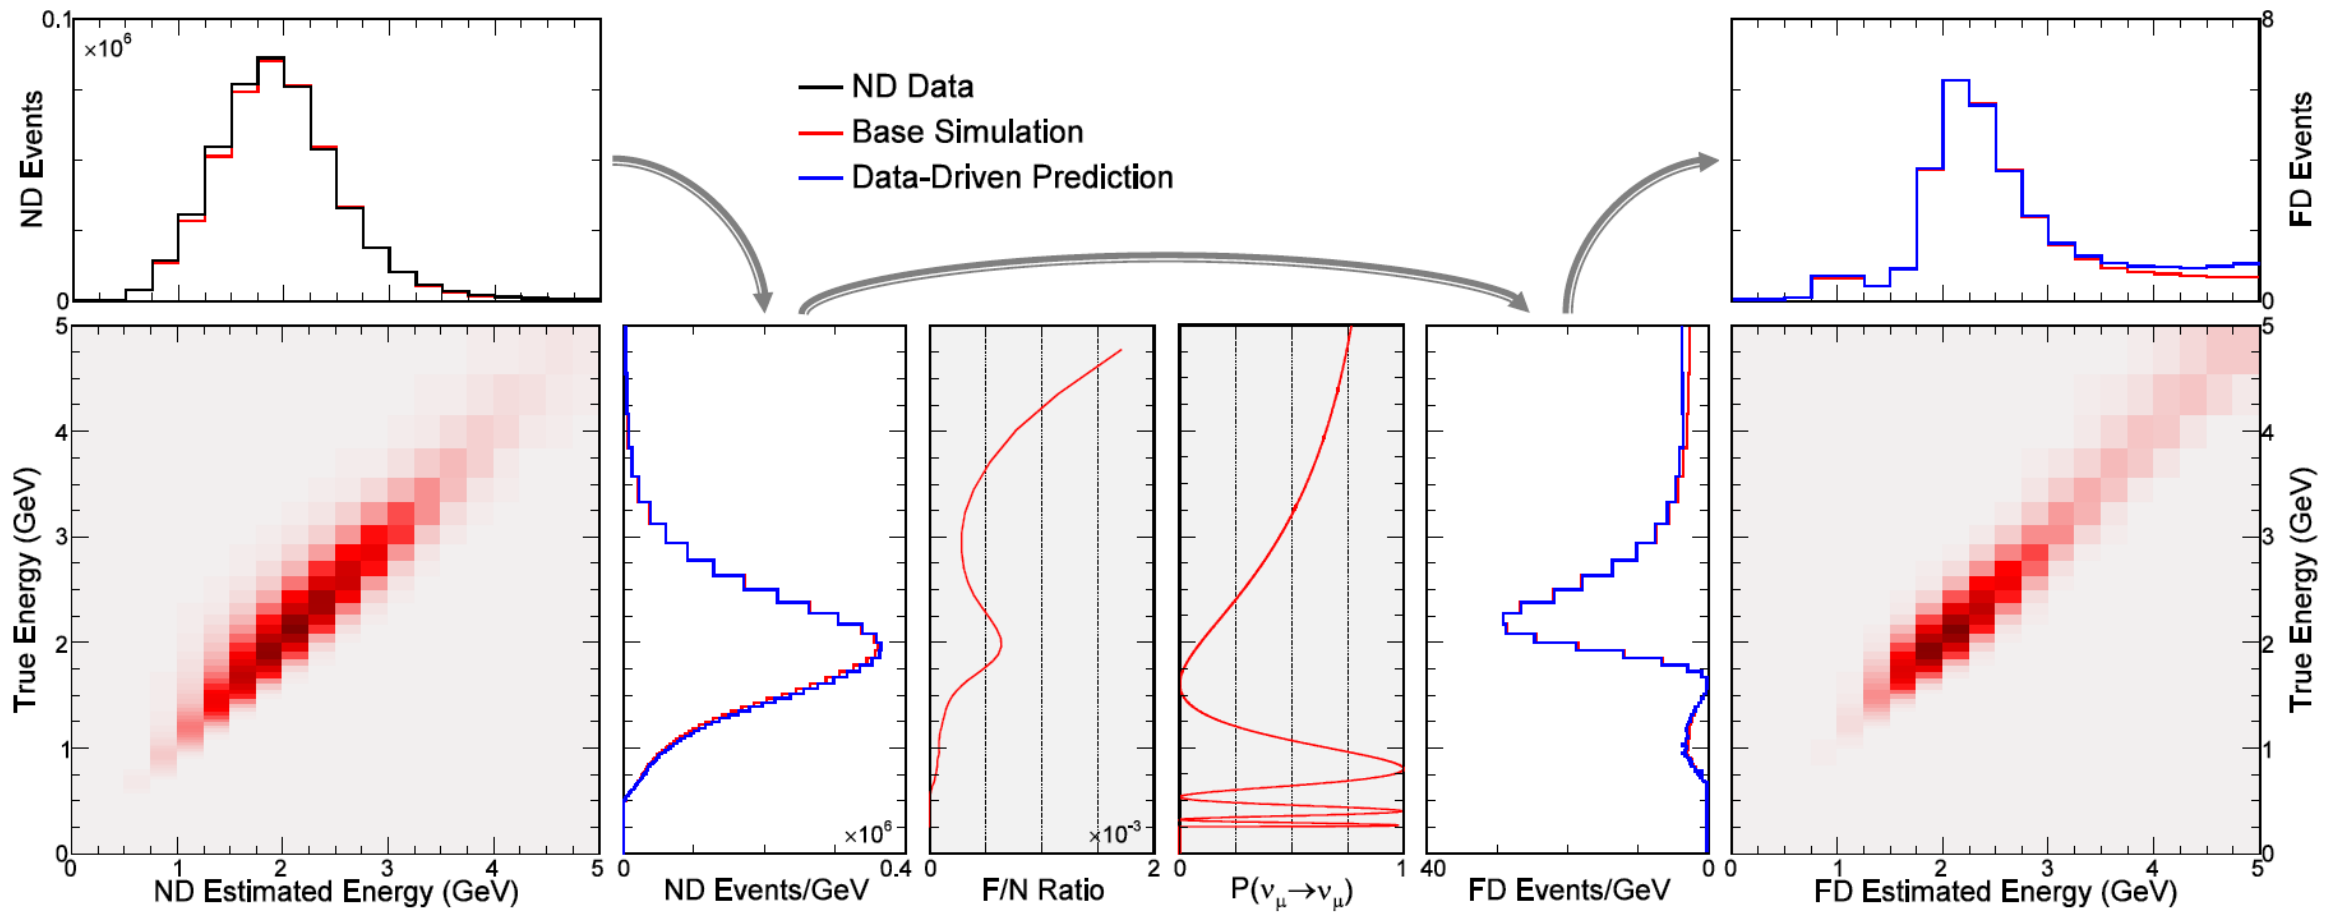 0.1
×10⁶
ND Events
0
ND Data
Base Simulation
Data-Driven Prediction
8
FD Events
0
5
4
3
2
1
0
True Energy (GeV)
0 1 2 3 4 5
ND Estimated Energy (GeV)
×10⁶
0 0.4
ND Events/GeV
×10⁻³
0 2
F/N Ratio
0 1
P(νμ→νμ)
40 0
FD Events/GeV
0 1 2 3 4 5
FD Estimated Energy (GeV)
5
4
3
2
1
0
True Energy (GeV)